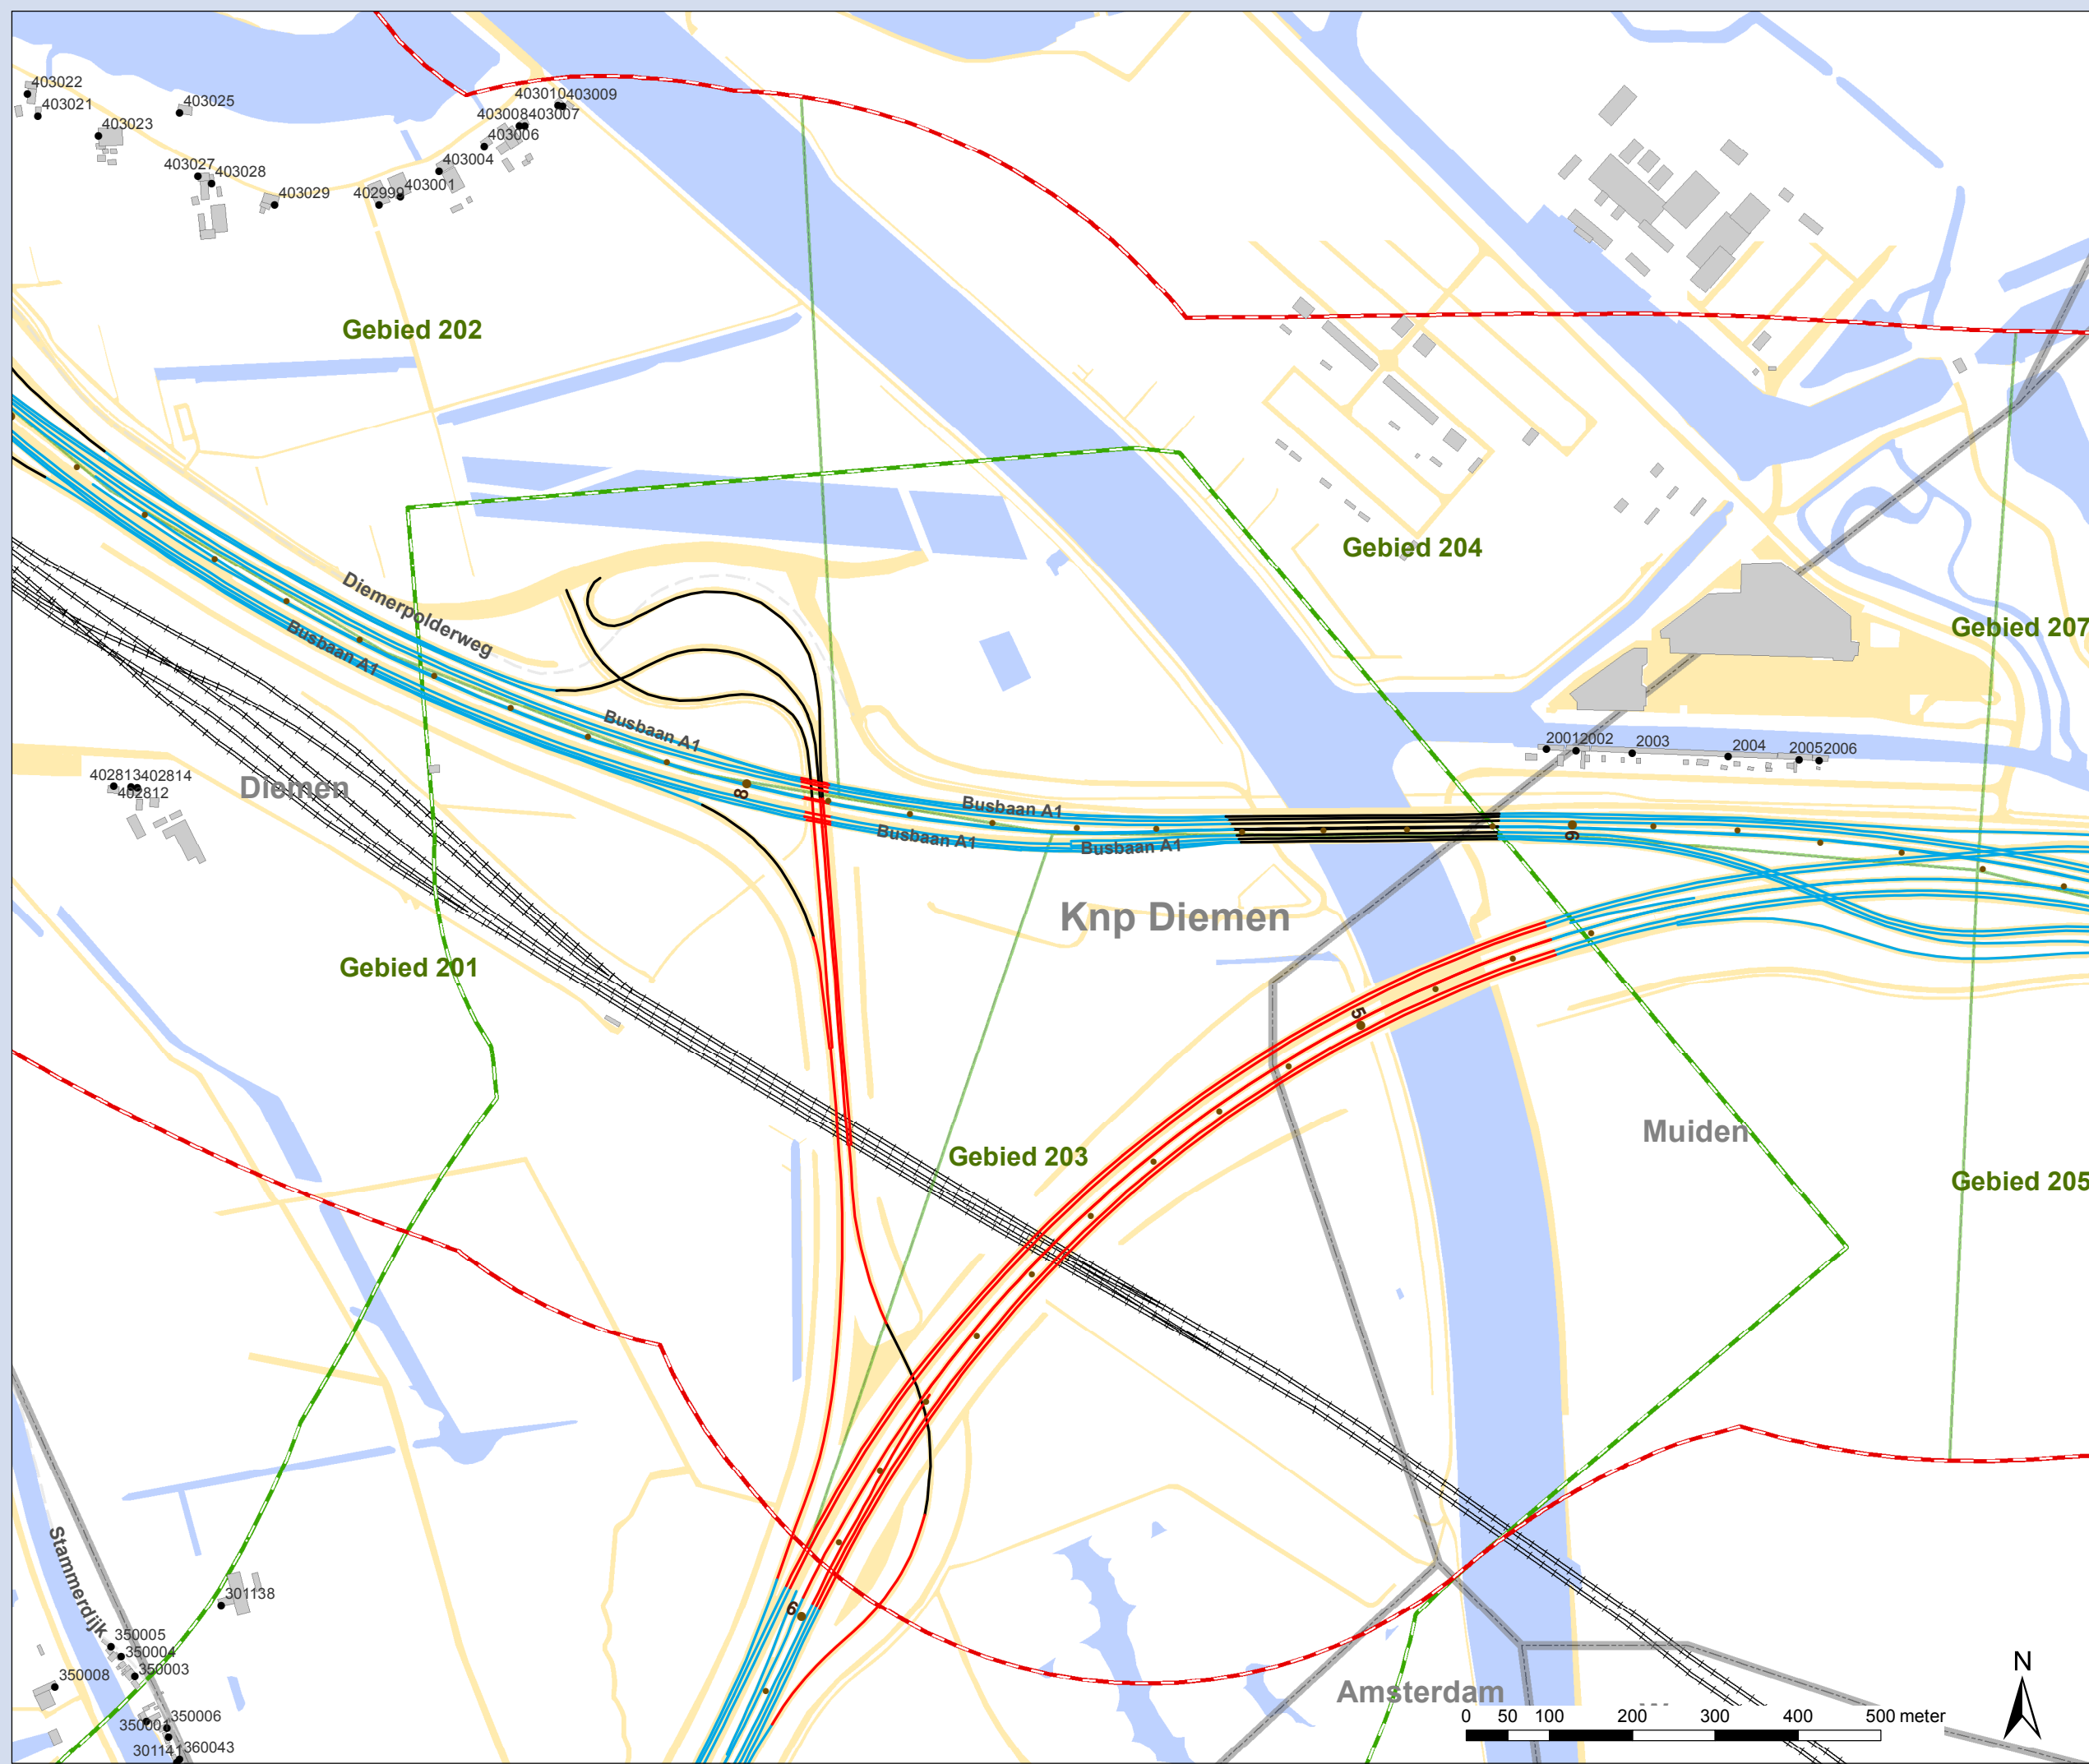 403022
403021
403025
403023
403010403009
403008403007
403006
403004
403027
403028
403029
402999
403001
Gebied 202
Gebied 204
Diemerpolderweg
Busbaan A1
Gebied 207
Busbaan A1
20012002
2003
2004
20052006
402813402814
402812
Diemen
8
Busbaan A1
Busbaan A1
Busbaan A1
6
Knp Diemen
Gebied 201
5
Muiden
Gebied 203
Gebied 205
Stammerdijk
301138
6
350005
350004
350003
350008
350001
350006
301141
360043
Amsterdam
N
0 50 100 200 300 400 500 meter